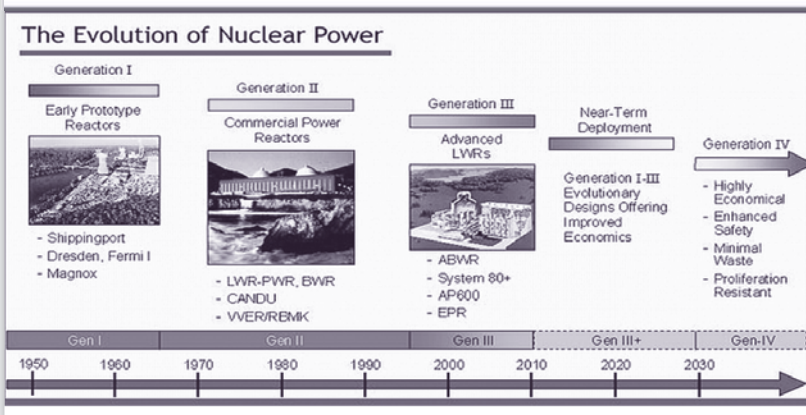 The Evolution of Nuclear Power
Generation I
Early Prototype
Reactors
- Shippingport
- Dresden, Fermi I
- Magnox
Generation II
Commercial Power
Reactors
- LWR-PWR, BWR
- CANDU
- VVER/RBMK
Generation III
Advanced
LWRs
- ABWR
- System 80+
- AP600
- EPR
Near-Term
Deployment
Generation I-III
Evolutionary
Designs Offering
Improved
Economics
Generation IV
- Highly
Economical
- Enhanced
Safety
- Minimal
Waste
- Proliferation
Resistant
Gen I
Gen II
Gen III
Gen III+
Gen-IV
1950
1960
1970
1980
1990
2000
2010
2020
2030